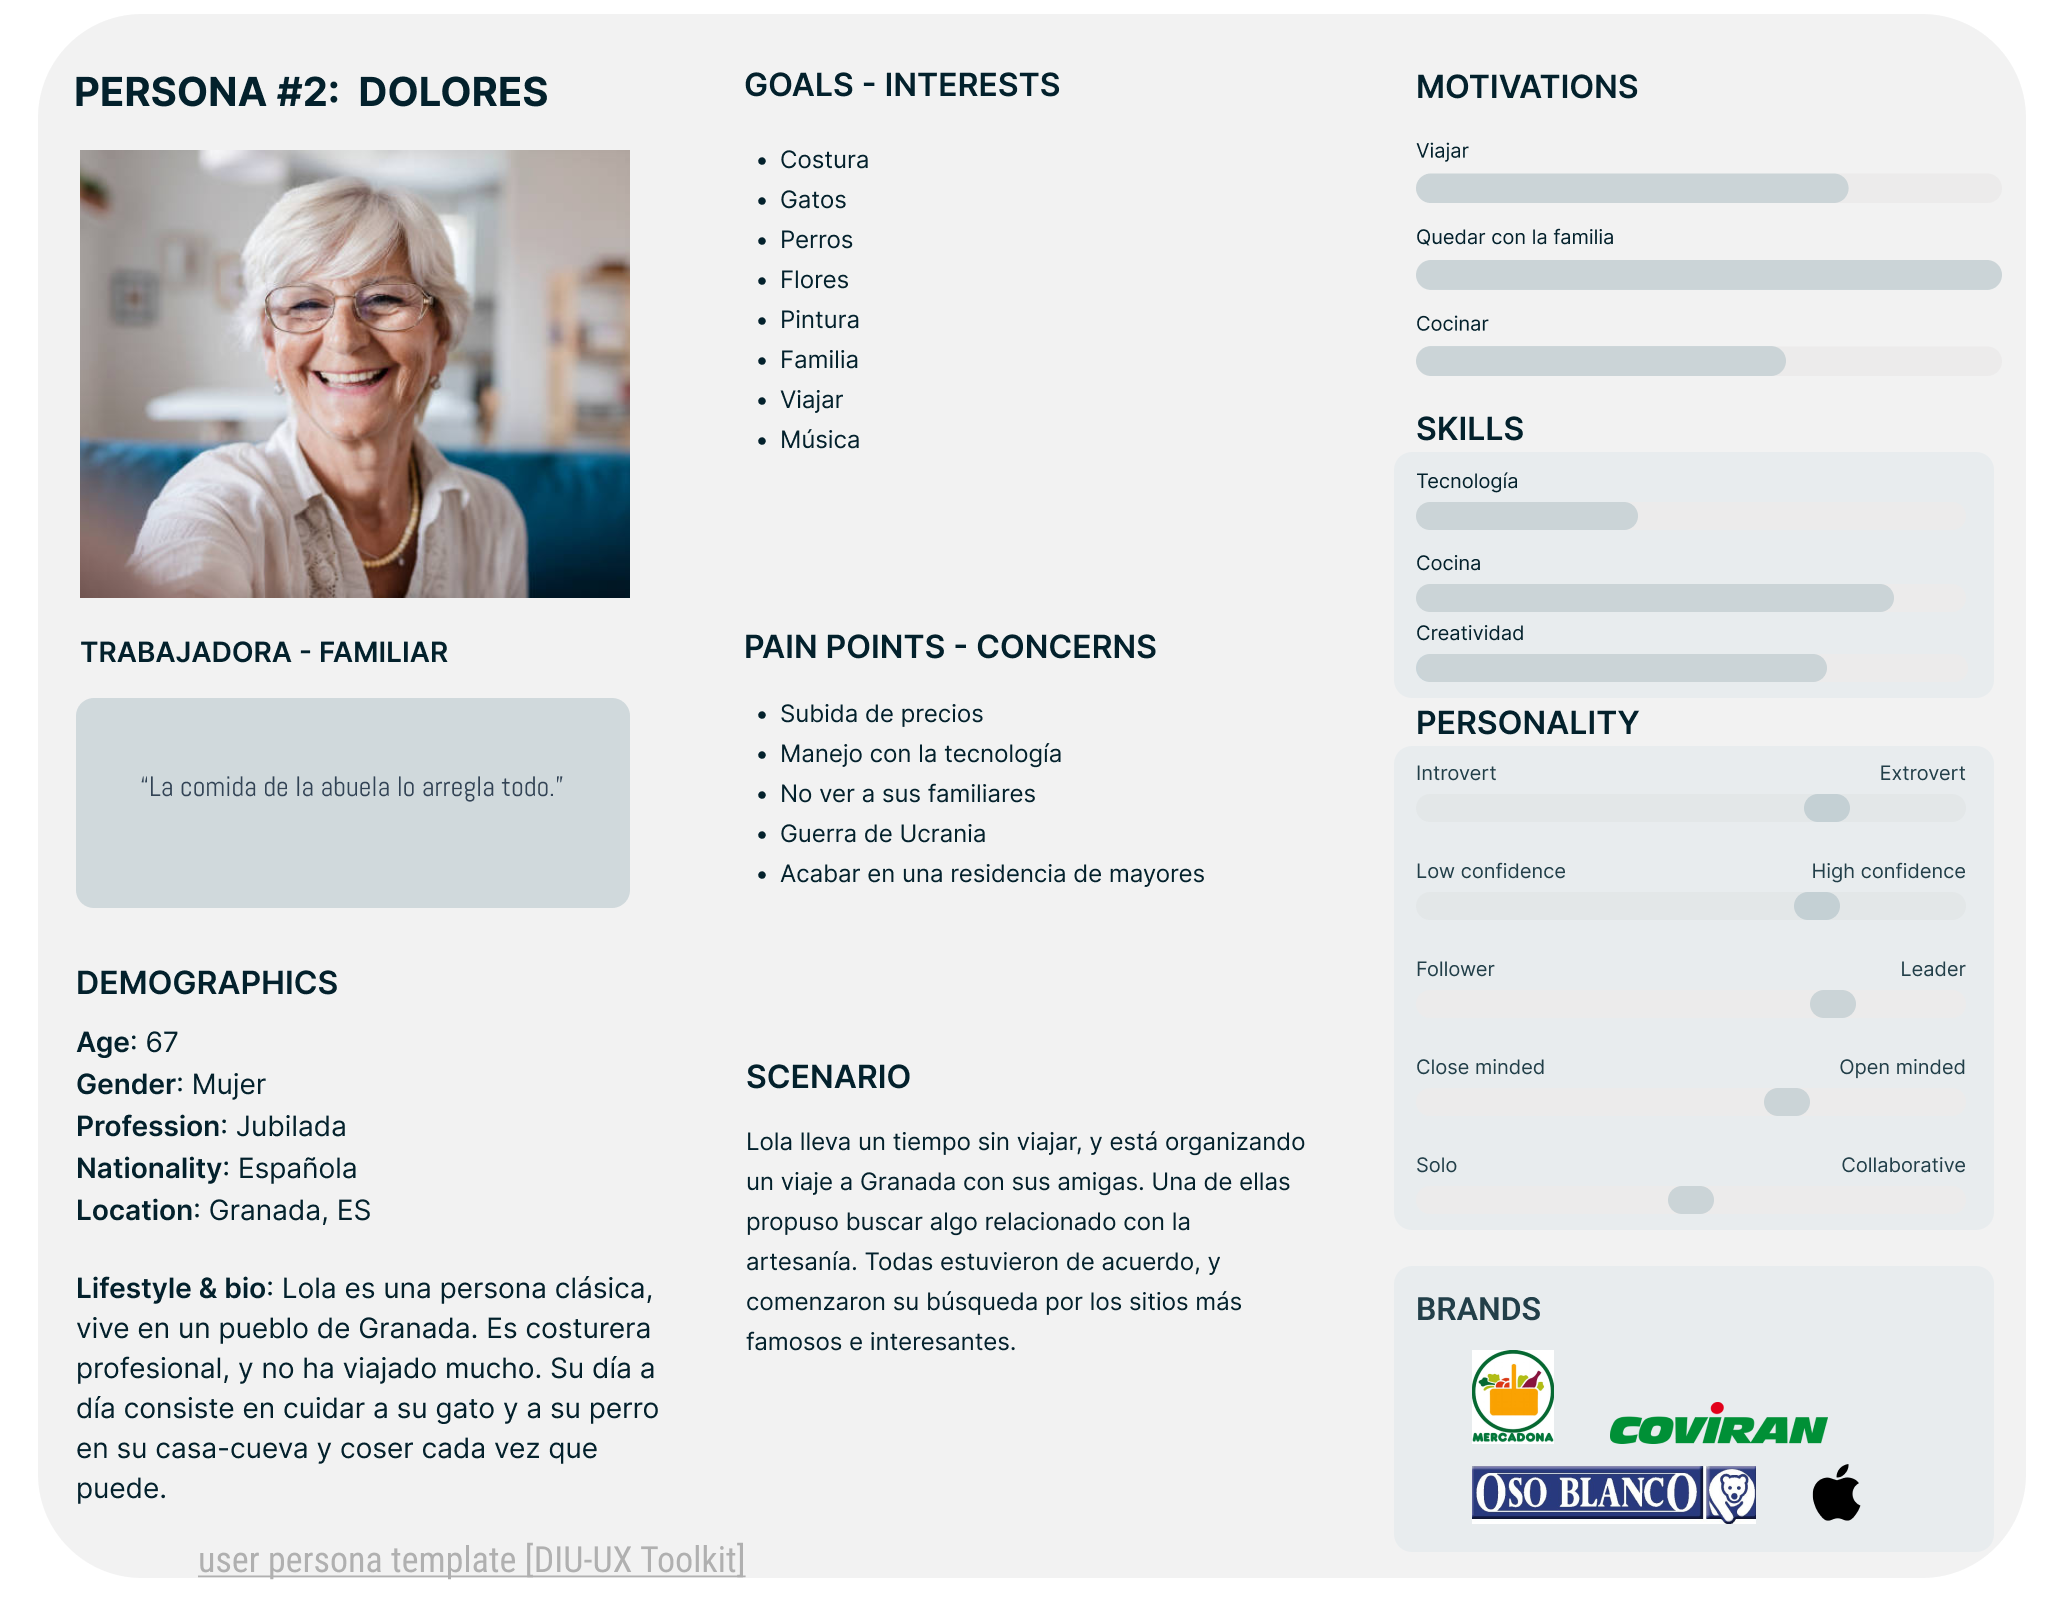 PERSONA #2: DOLORES
TRABAJADORA - FAMILIAR
“La comida de la abuela lo arregla todo.”
DEMOGRAPHICS
Age: 67
Gender: Mujer
Profession: Jubilada
Nationality: Española
Location: Granada, ES
Lifestyle & bio: Lola es una persona clásica,
vive en un pueblo de Granada. Es costurera
profesional, y no ha viajado mucho. Su día a
día consiste en cuidar a su gato y a su perro
en su casa-cueva y coser cada vez que
puede.
GOALS - INTERESTS
• Costura
• Gatos
• Perros
• Flores
• Pintura
• Familia
• Viajar
• Música
PAIN POINTS - CONCERNS
• Subida de precios
• Manejo con la tecnología
• No ver a sus familiares
• Guerra de Ucrania
• Acabar en una residencia de mayores
SCENARIO
Lola lleva un tiempo sin viajar, y está organizando
un viaje a Granada con sus amigas. Una de ellas
propuso buscar algo relacionado con la
artesanía. Todas estuvieron de acuerdo, y
comenzaron su búsqueda por los sitios más
famosos e interesantes.
MOTIVATIONS
Viajar
Quedar con la familia
Cocinar
SKILLS
Tecnología
Cocina
Creatividad
PERSONALITY
Introvert Extrovert
Low confidence High confidence
Follower Leader
Close minded Open minded
Solo Collaborative
BRANDS
MERCADONA
COVIRAN
OSO BLANCO
user persona template [DIU-UX Toolkit]